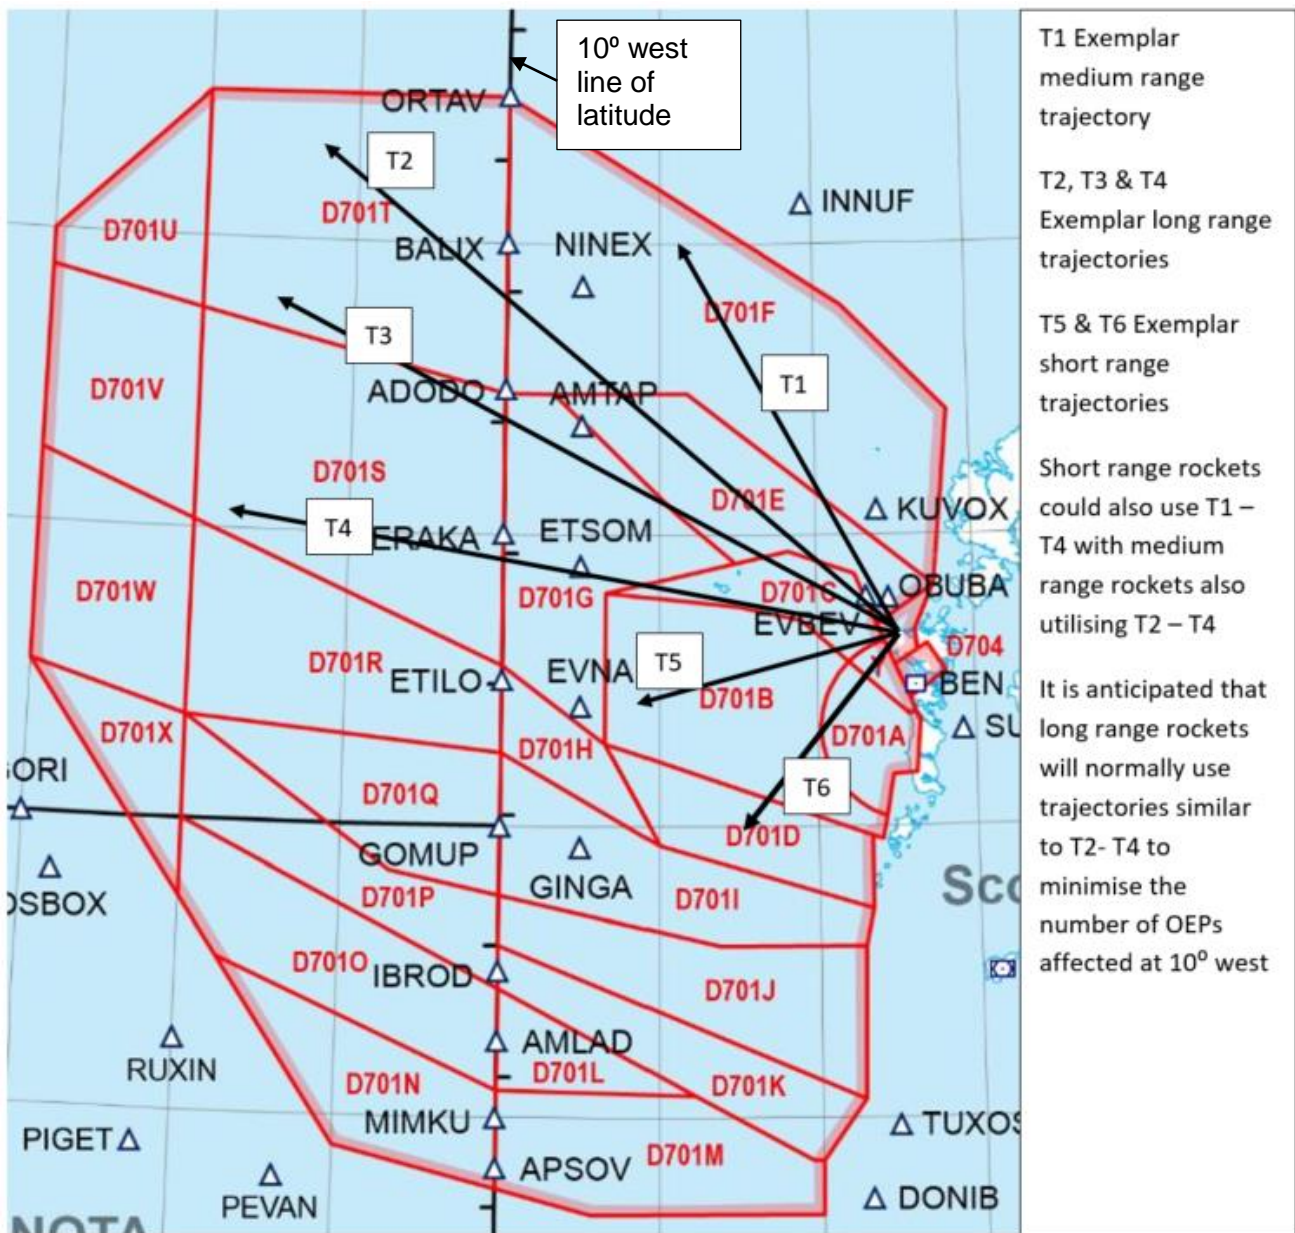 10º west
line of
latitude
ORTAV
T2
INNUF
D701T
D701U
BALIX
NINEX
D701F
T3
T1
D701V
ADODO
AMTAP
D701S
D701E
KUVOX
T4
ERAKA
ETSOM
D701W
D701G
D701C
OBUBA
EVBEV
D704
D701R
ETILO
EVNA
T5
D701B
BEN
D701X
D701H
D701A
SU
GORI
D701Q
T6
D701D
GOMUP
GINGA
OSBOX
D701P
D701I
Sco
D701O
IBROD
D701J
RUXIN
AMLAD
D701N
D701L
D701K
MIMKU
TUXOS
PIGET
D701M
APSOV
PEVAN
DONIB
NOTA
T1 Exemplar
medium range
trajectory
T2, T3 & T4
Exemplar long range
trajectories
T5 & T6 Exemplar
short range
trajectories
Short range rockets
could also use T1 –
T4 with medium
range rockets also
utilising T2 – T4
It is anticipated that
long range rockets
will normally use
trajectories similar
to T2- T4 to
minimise the
number of OEPs
affected at 10⁰ west